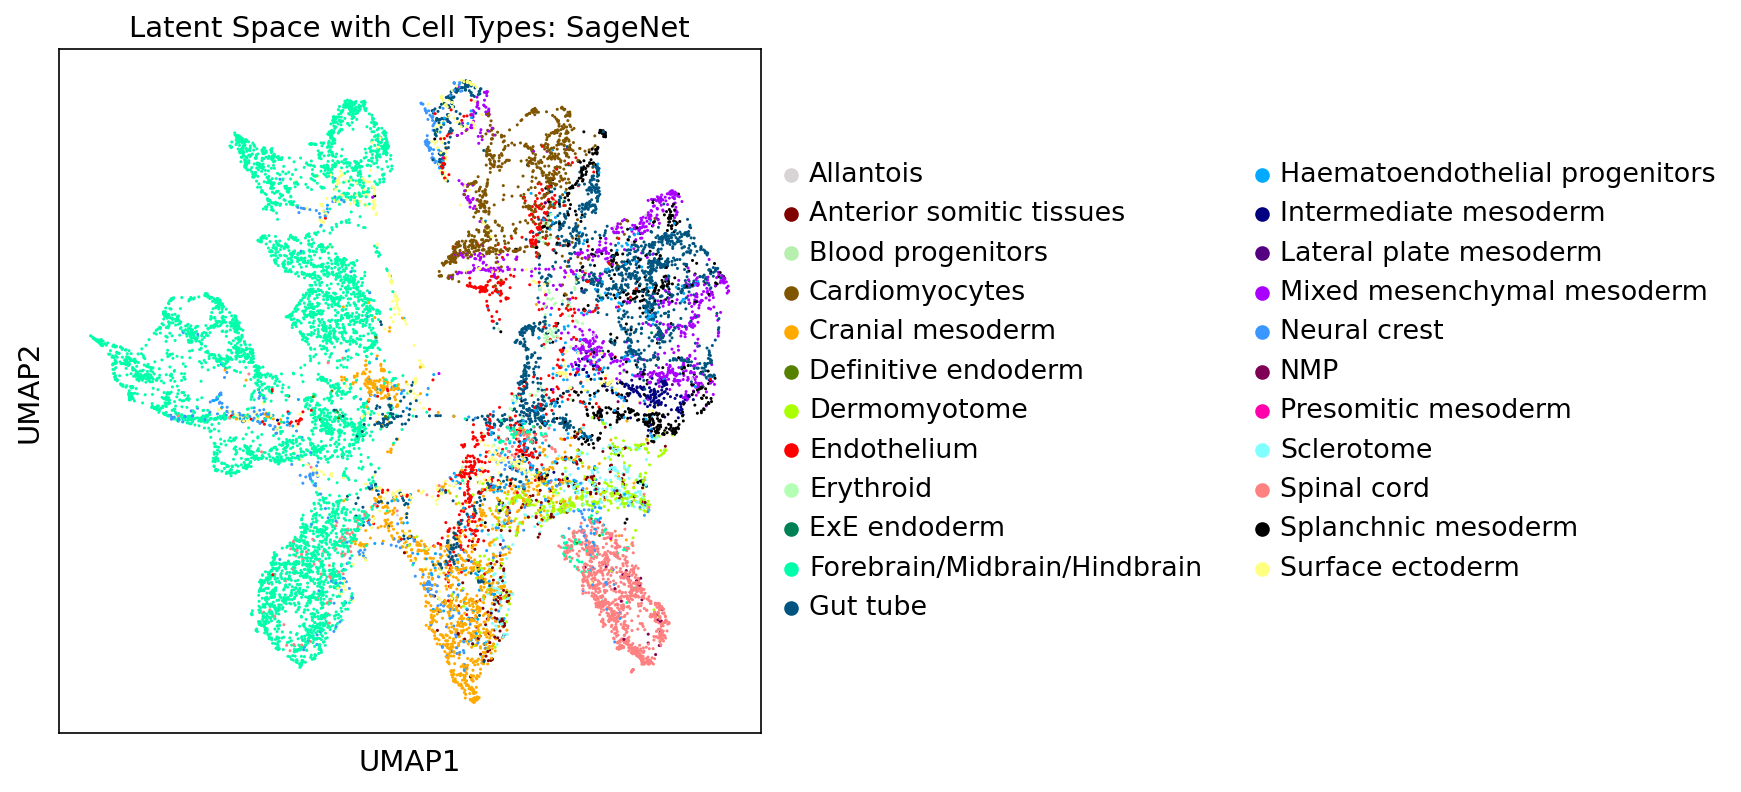 Latent Space with Cell Types: SageNet
UMAP2
UMAP1
Allantois
Anterior somitic tissues
Blood progenitors
Cardiomyocytes
Cranial mesoderm
Definitive endoderm
Dermomyotome
Endothelium
Erythroid
ExE endoderm
Forebrain/Midbrain/Hindbrain
Gut tube
Haematoendothelial progenitors
Intermediate mesoderm
Lateral plate mesoderm
Mixed mesenchymal mesoderm
Neural crest
NMP
Presomitic mesoderm
Sclerotome
Spinal cord
Splanchnic mesoderm
Surface ectoderm